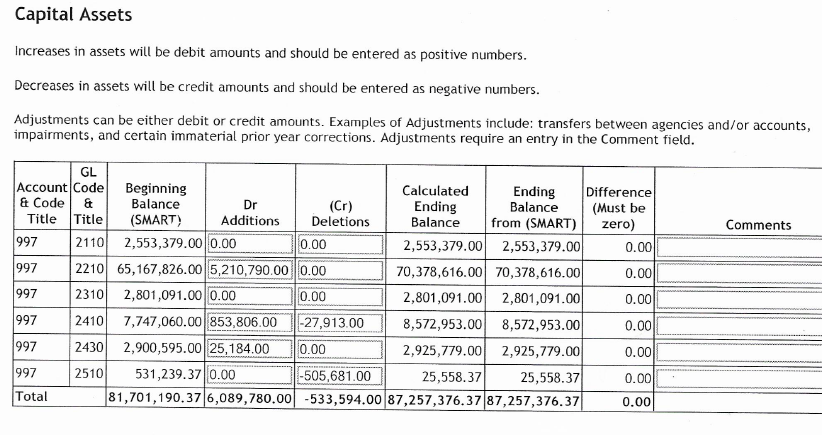 Capital Assets
Increases in assets will be debit amounts and should be entered as positive numbers.
Decreases in assets will be credit amounts and should be entered as negative numbers.
Adjustments can be either debit or credit amounts. Examples of Adjustments include: transfers between agencies and/or accounts,
impairments, and certain immaterial prior year corrections. Adjustments require an entry in the Comment field.
Account & Code Title | GL Code & Title | Beginning Balance (SMART) | Dr Additions | (Cr) Deletions | Calculated Ending Balance | Ending Balance from (SMART) | Difference (Must be zero) | Comments
997 2110 2,553,379.00 0.00 0.00 2,553,379.00 2,553,379.00 0.00
997 2210 65,167,826.00 5,210,790.00 0.00 70,378,616.00 70,378,616.00 0.00
997 2310 2,801,091.00 0.00 0.00 2,801,091.00 2,801,091.00 0.00
997 2410 7,747,060.00 853,806.00 -27,913.00 8,572,953.00 8,572,953.00 0.00
997 2430 2,900,595.00 25,184.00 0.00 2,925,779.00 2,925,779.00 0.00
997 2510 531,239.37 0.00 -505,681.00 25,558.37 25,558.37 0.00
Total 81,701,190.37 6,089,780.00 -533,594.00 87,257,376.37 87,257,376.37 0.00